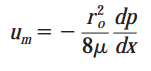 $u_m = -\frac{r_o^2}{8\mu} \frac{dp}{dx}$